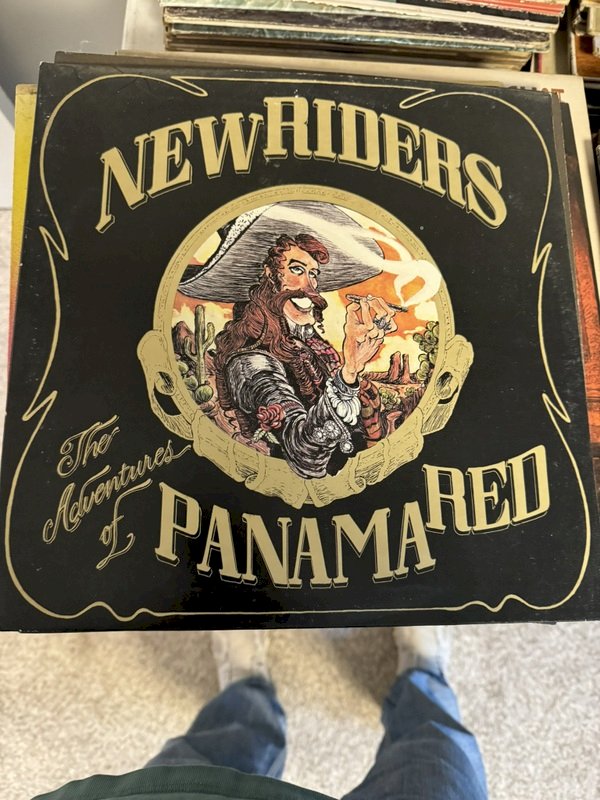 NEW RIDERS
The
Adventures
of
PANAMA RED